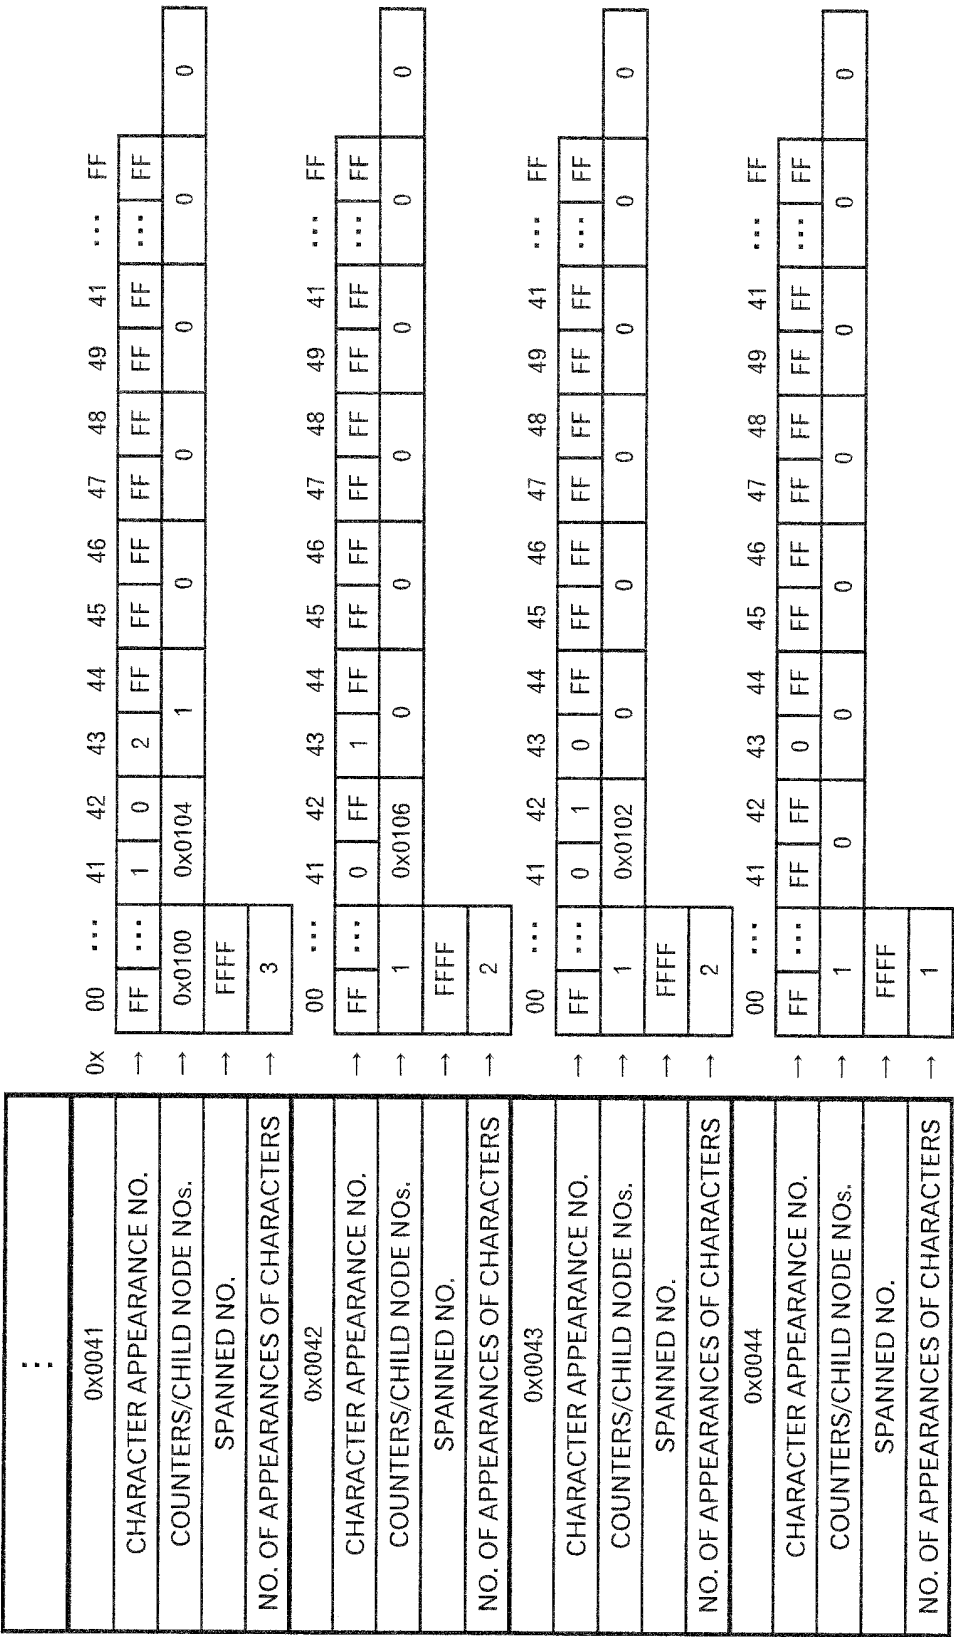 ...
0x0041 0x 00 ... 41 42 43 44 45 46 47 48 49 41 ... FF
CHARACTER APPEARANCE NO. → FF ... 1 0 2 FF FF FF FF FF FF FF ... FF
COUNTERS/CHILD NODE NOs. → 0x0100 0x0104 1 0 0 0 0 0
SPANNED NO. → FFFF
NO. OF APPEARANCES OF CHARACTERS → 3
0x0042 00 ... 41 42 43 44 45 46 47 48 49 41 ... FF
CHARACTER APPEARANCE NO. → FF ... 0 FF 1 FF FF FF FF FF FF FF ... FF
COUNTERS/CHILD NODE NOs. → 1 0x0106 0 0 0 0 0 0
SPANNED NO. → FFFF
NO. OF APPEARANCES OF CHARACTERS → 2
0x0043 00 ... 41 42 43 44 45 46 47 48 49 41 ... FF
CHARACTER APPEARANCE NO. → FF ... 0 1 0 FF FF FF FF FF FF FF ... FF
COUNTERS/CHILD NODE NOs. → 1 0x0102 0 0 0 0 0 0
SPANNED NO. → FFFF
NO. OF APPEARANCES OF CHARACTERS → 2
0x0044 00 ... 41 42 43 44 45 46 47 48 49 41 ... FF
CHARACTER APPEARANCE NO. → FF ... FF FF 0 FF FF FF FF FF FF FF ... FF
COUNTERS/CHILD NODE NOs. → 1 0 0 0 0 0 0 0
SPANNED NO. → FFFF
NO. OF APPEARANCES OF CHARACTERS → 1